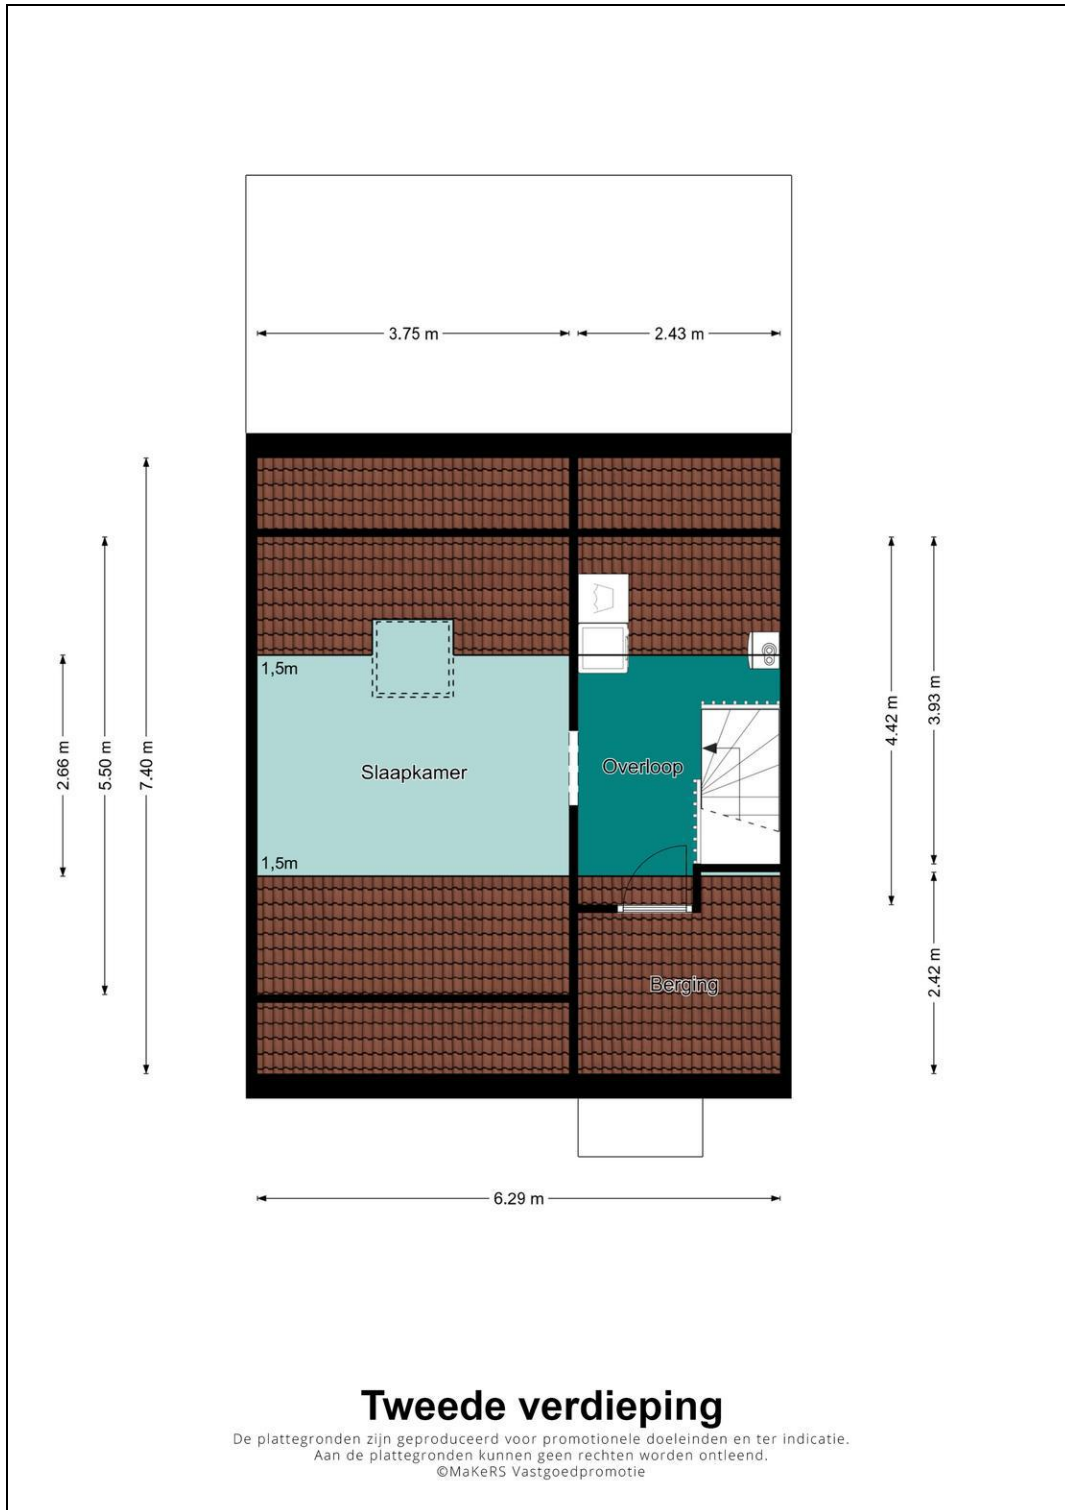 3.75 m
2.43 m
1,5m
2.66 m
5.50 m
7.40 m
4.42 m
3.93 m
Slaapkamer
Overloop
1,5m
Berging
2.42 m
6.29 m
Tweede verdieping
De plattegronden zijn geproduceerd voor promotionele doeleinden en ter indicatie.
Aan de plattegronden kunnen geen rechten worden ontleend.
©MaKeRS Vastgoedpromotie